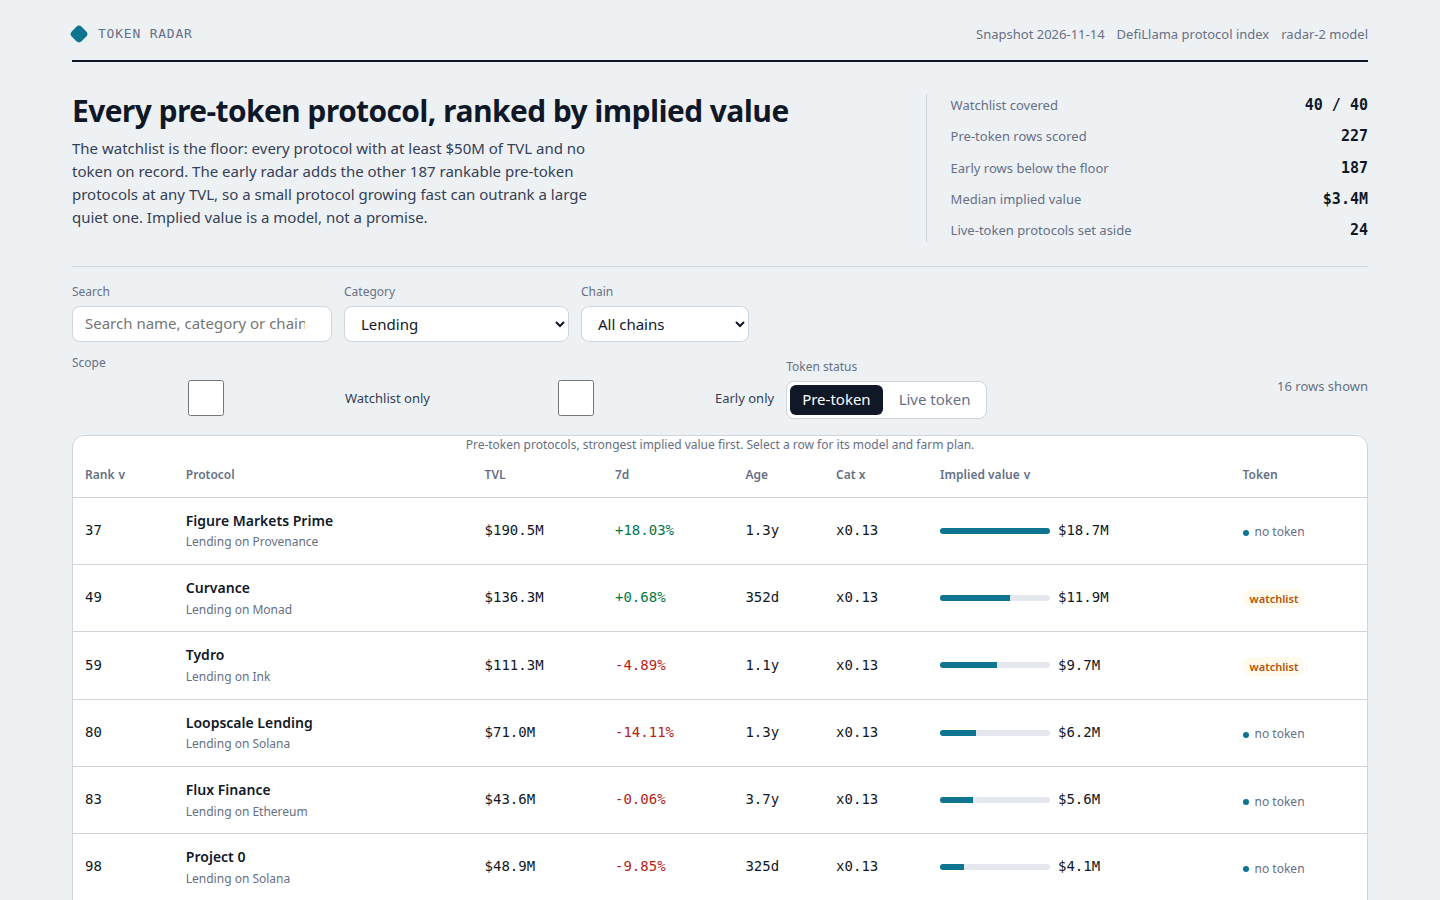 TOKEN RADAR
Snapshot 2026-11-14 DefiLlama protocol index radar-2 model
Every pre-token protocol, ranked by implied value
The watchlist is the floor: every protocol with at least $50M of TVL and no
token on record. The early radar adds the other 187 rankable pre-token
protocols at any TVL, so a small protocol growing fast can outrank a large
quiet one. Implied value is a model, not a promise.
Watchlist covered 40 / 40
Pre-token rows scored 227
Early rows below the floor 187
Median implied value $3.4M
Live-token protocols set aside 24
Search Category Chain
Search name, category or chain Lending All chains
Scope Token status
Watchlist only Early only Pre-token Live token 16 rows shown
Pre-token protocols, strongest implied value first. Select a row for its model and farm plan.
Rank v Protocol TVL 7d Age Cat x Implied value v Token
37 Figure Markets Prime $190.5M +18.03% 1.3y x0.13 $18.7M no token
Lending on Provenance
49 Curvance $136.3M +0.68% 352d x0.13 $11.9M watchlist
Lending on Monad
59 Tydro $111.3M -4.89% 1.1y x0.13 $9.7M watchlist
Lending on Ink
80 Loopscale Lending $71.0M -14.11% 1.3y x0.13 $6.2M no token
Lending on Solana
83 Flux Finance $43.6M -0.06% 3.7y x0.13 $5.6M no token
Lending on Ethereum
98 Project 0 $48.9M -9.85% 325d x0.13 $4.1M no token
Lending on Solana